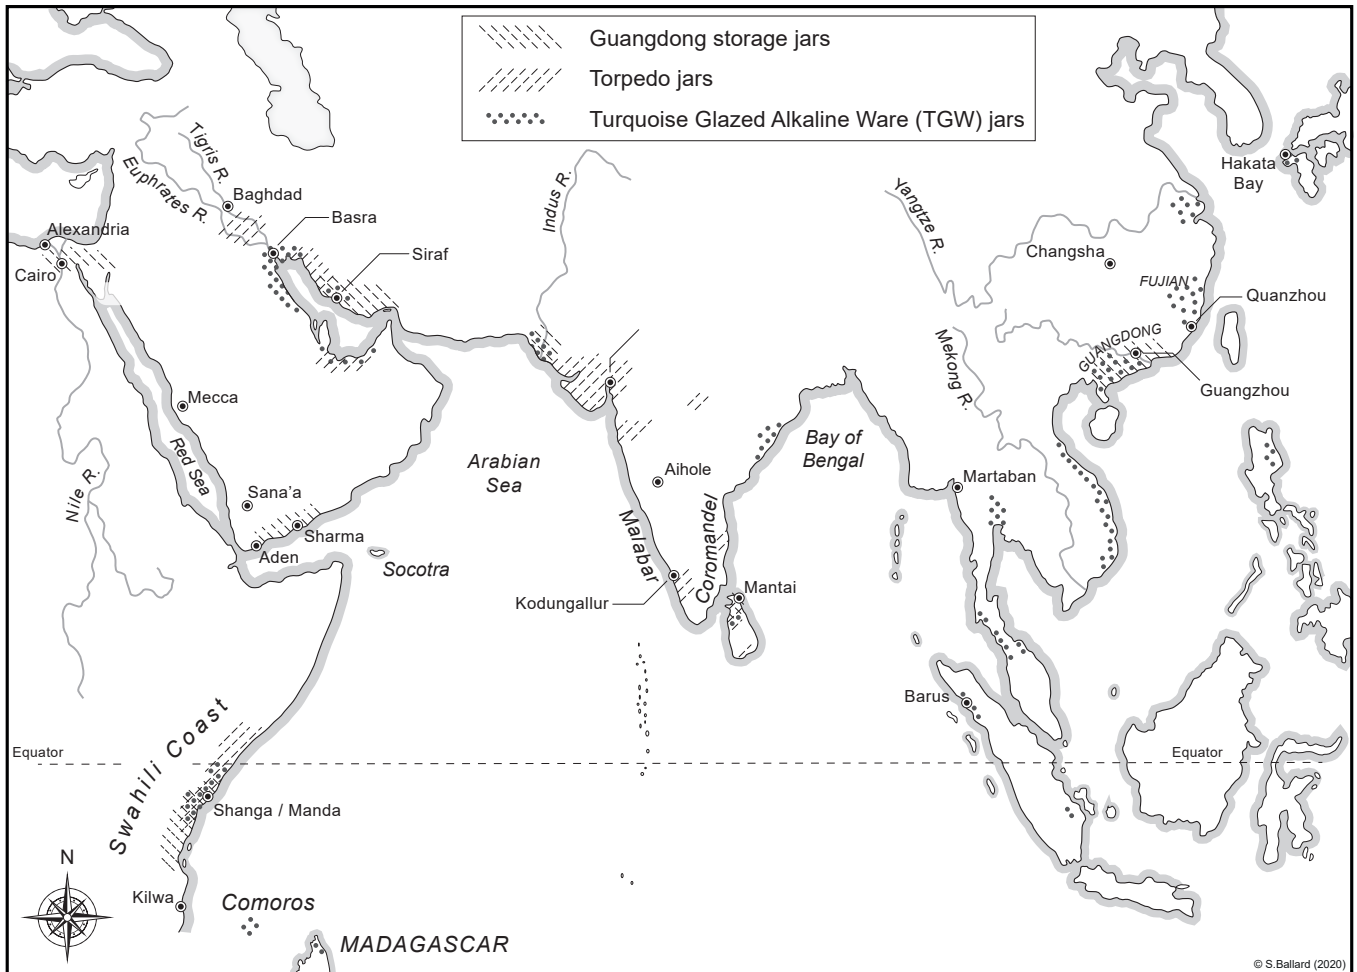 Guangdong storage jars
Torpedo jars
Turquoise Glazed Alkaline Ware (TGW) jars
Hakata
Bay
Tigris R.
Euphrates R.
Baghdad
Indus R.
Yangtze R.
Basra
Alexandria
Siraf
Changsha
Cairo
FUJIAN
Quanzhou
GUANGDONG
Mekong R.
Guangzhou
Mecca
Bay of
Bengal
Red Sea
Arabian
Sea
Aihole
Martaban
Nile R.
Sana’a
Sharma
Aden
Socotra
Malabar
Coromandel
Mantai
Kodungallur
Barus
Swahili Coast
Equator
Equator
Shanga / Manda
N
Kilwa
Comoros
MADAGASCAR
© S.Ballard (2020)